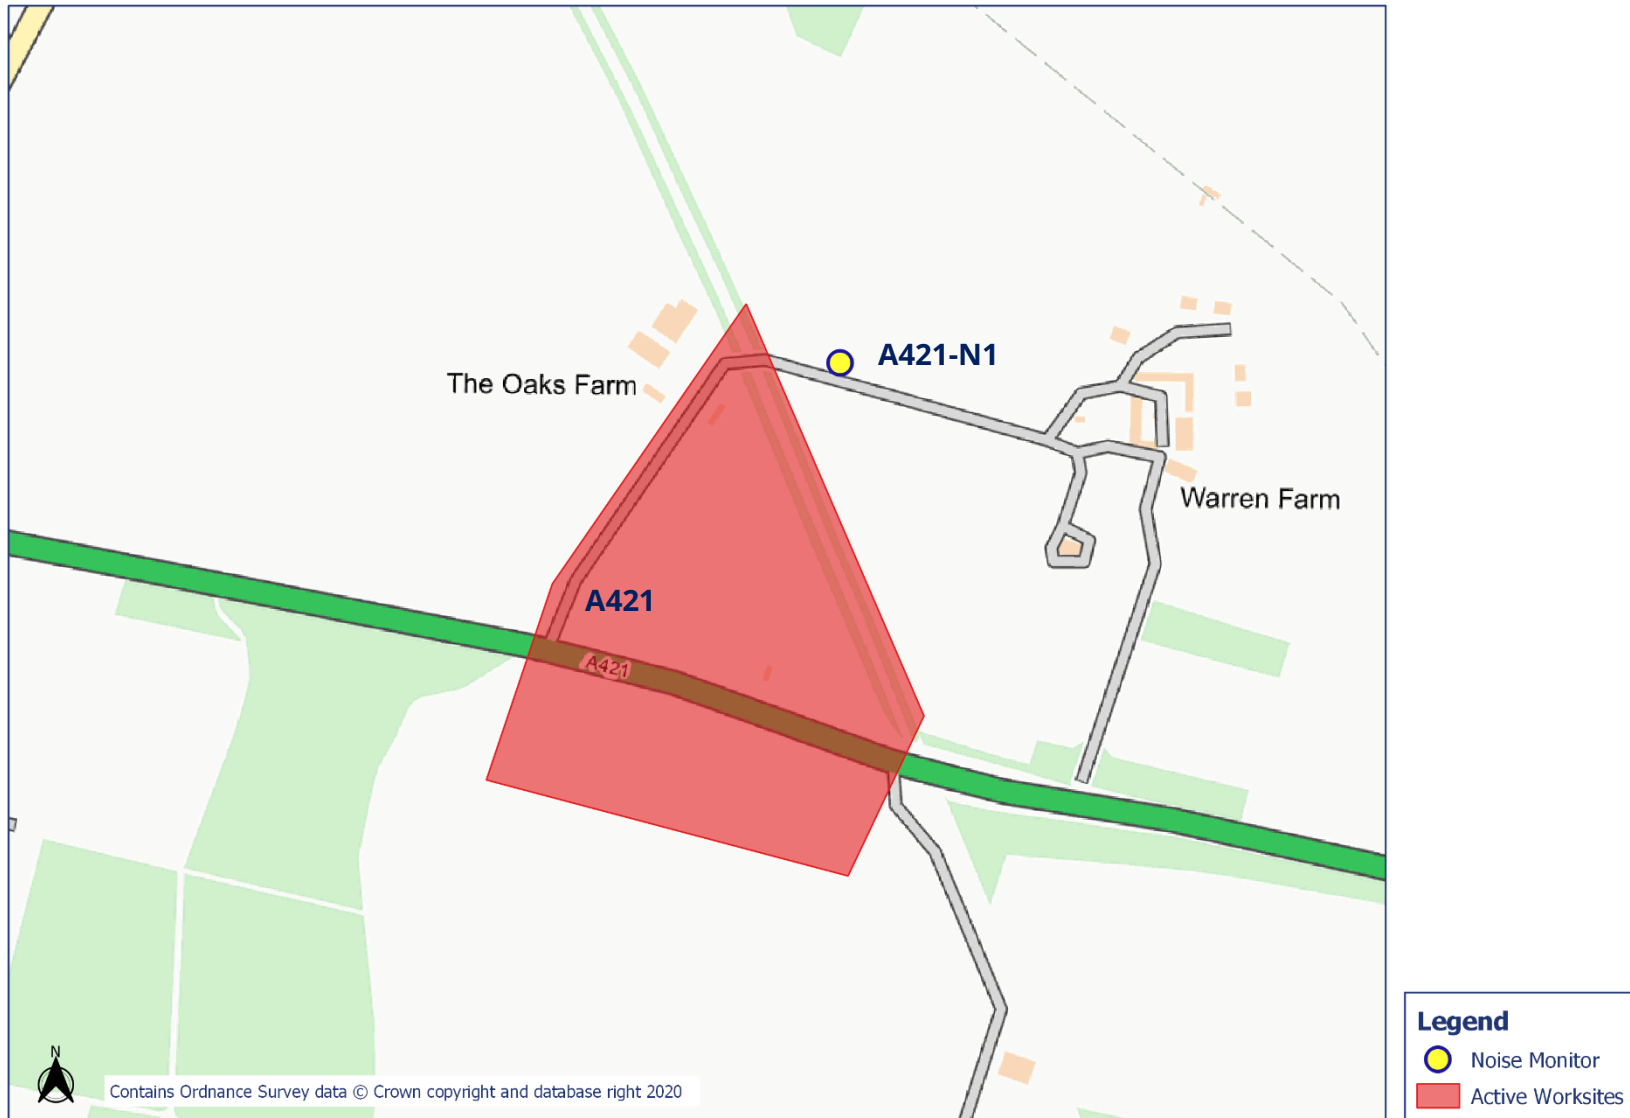 A421-N1
The Oaks Farm
Warren Farm
A421
A421
Legend
Noise Monitor
Active Worksites
N
Contains Ordnance Survey data © Crown copyright and database right 2020